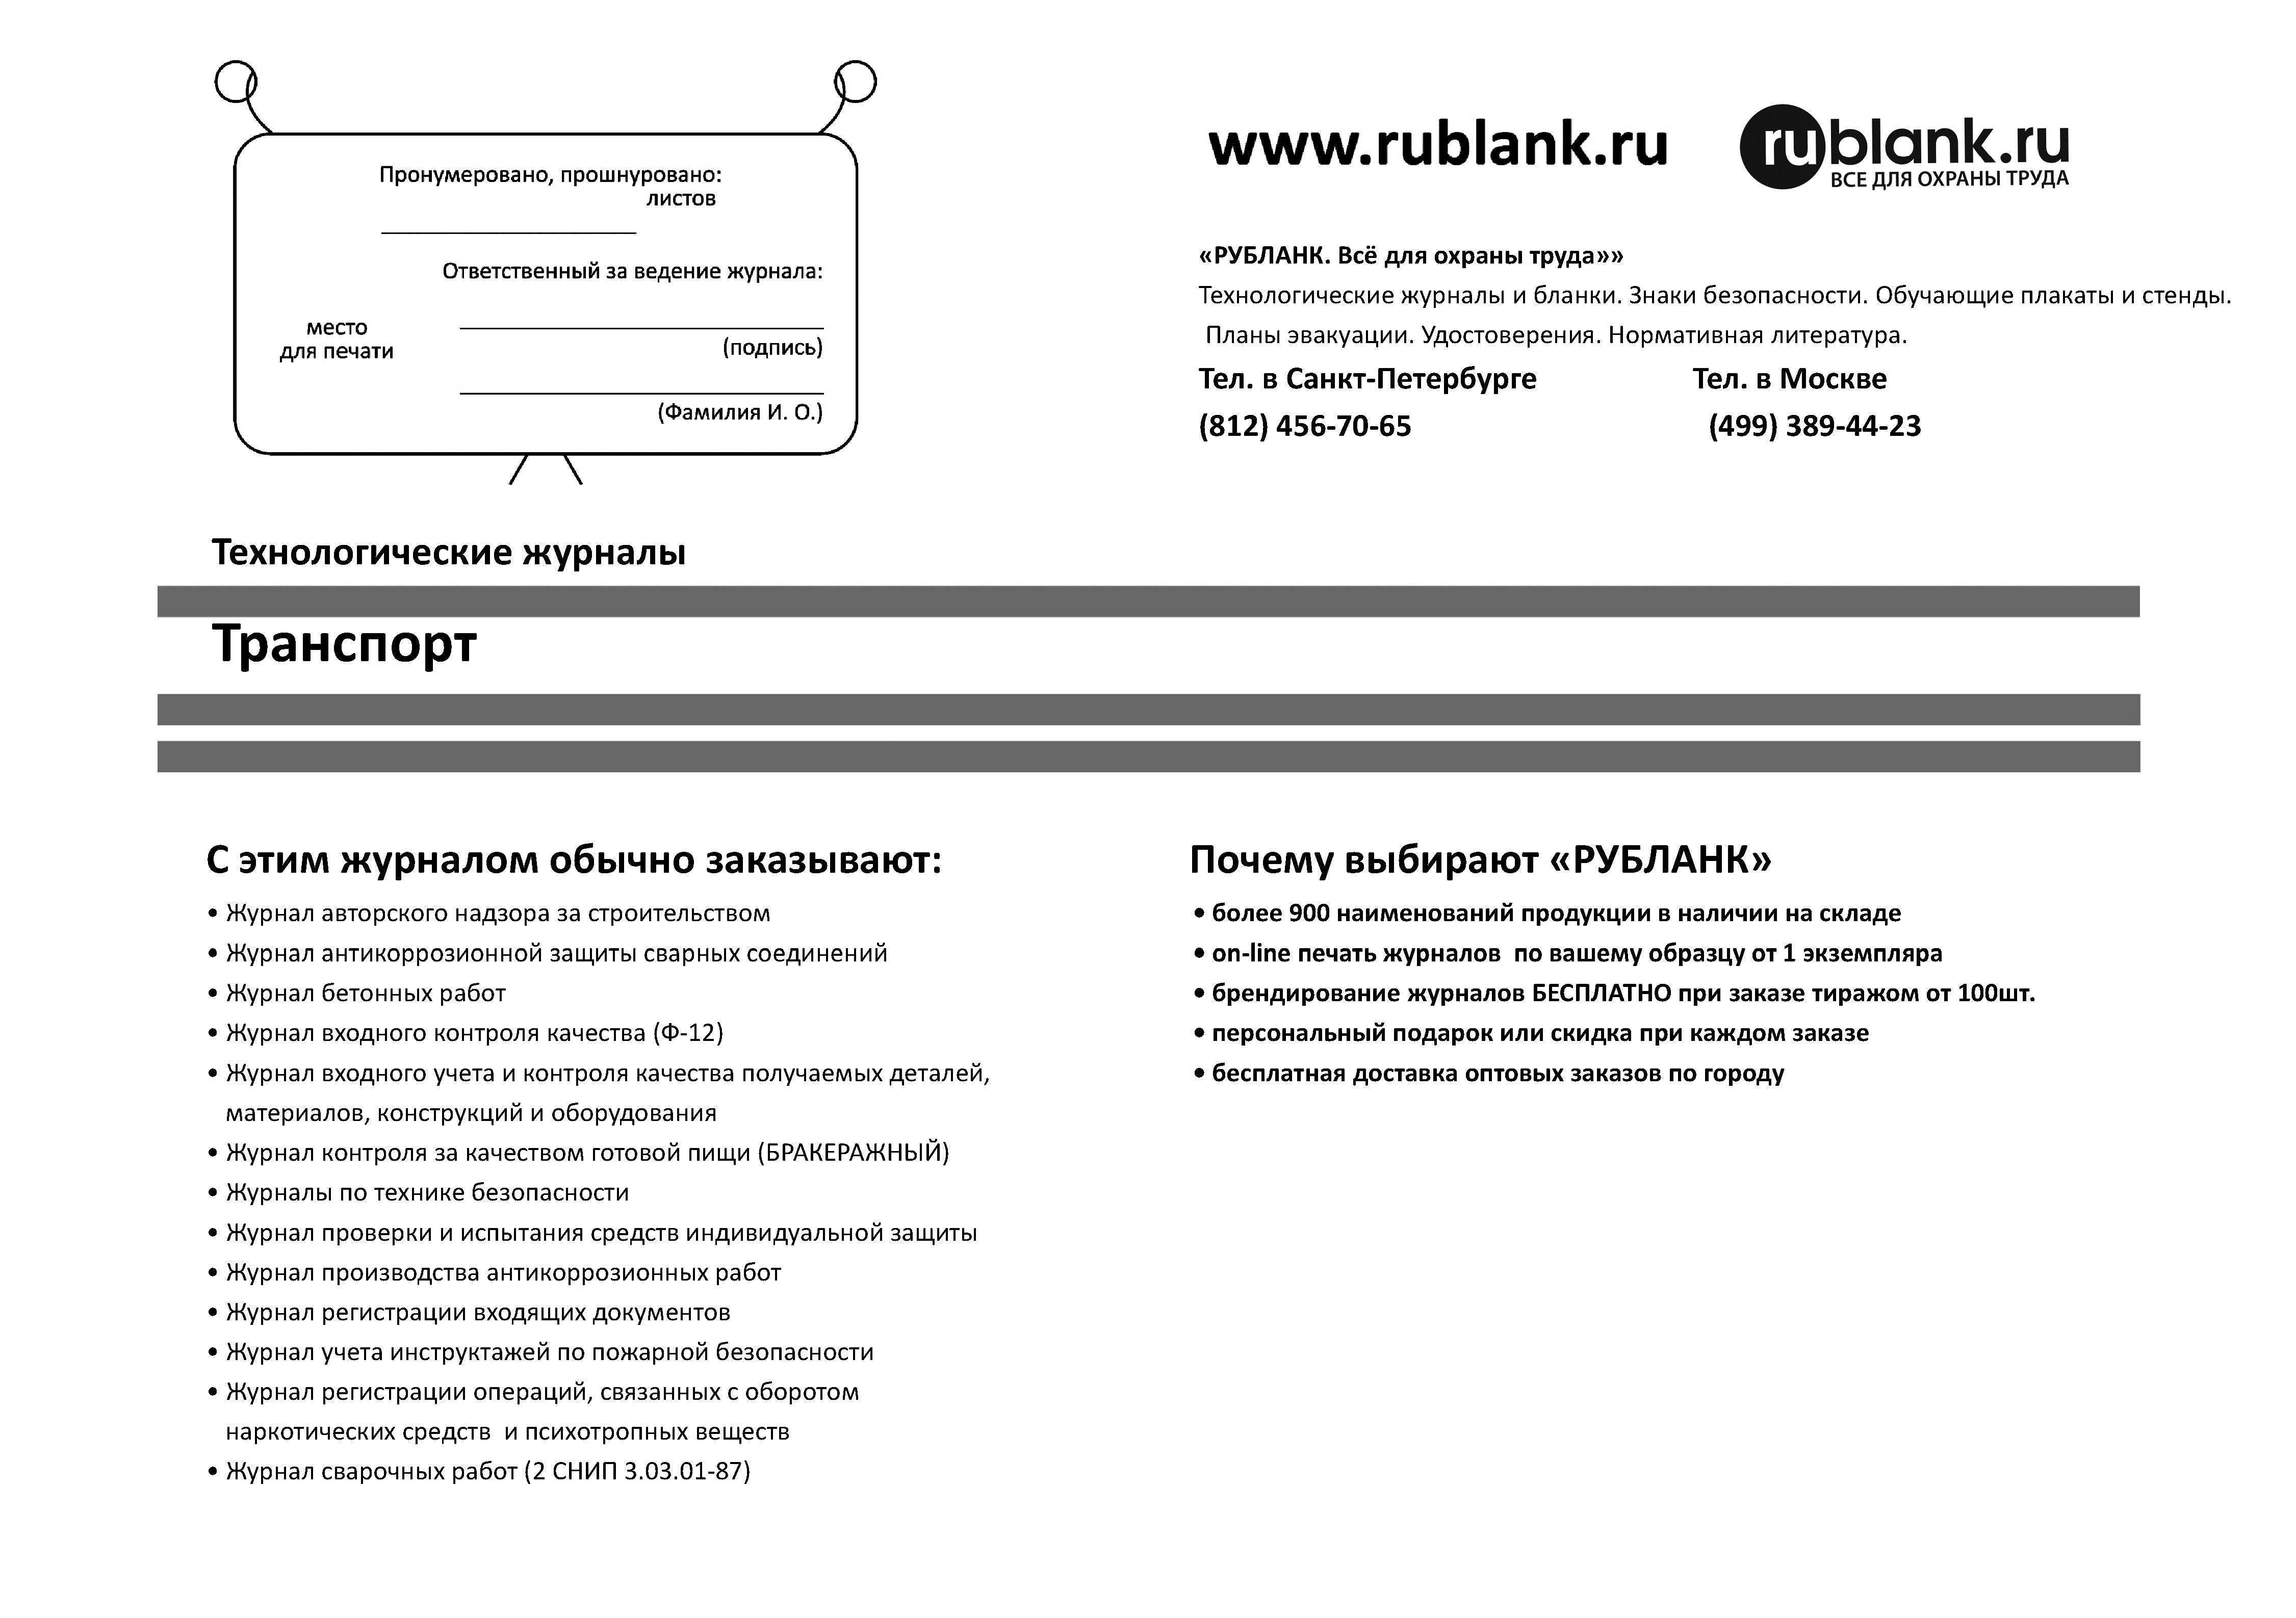 Пронумеровано, прошнуровано:
листов
Ответственный за ведение журнала:
место
для печати
(подпись)
(Фамилия И. О.)
www.rublank.ru
rublank.ru
ВСЕ ДЛЯ ОХРАНЫ ТРУДА
«РУБЛАНК. Всё для охраны труда»»
Технологические журналы и бланки. Знаки безопасности. Обучающие плакаты и стенды.
Планы эвакуации. Удостоверения. Нормативная литература.
Тел. в Санкт-Петербурге Тел. в Москве
(812) 456-70-65 (499) 389-44-23
Технологические журналы
Транспорт
С этим журналом обычно заказывают:
• Журнал авторского надзора за строительством
• Журнал антикоррозионной защиты сварных соединений
• Журнал бетонных работ
• Журнал входного контроля качества (Ф-12)
• Журнал входного учета и контроля качества получаемых деталей,
материалов, конструкций и оборудования
• Журнал контроля за качеством готовой пищи (БРАКЕРАЖНЫЙ)
• Журналы по технике безопасности
• Журнал проверки и испытания средств индивидуальной защиты
• Журнал производства антикоррозионных работ
• Журнал регистрации входящих документов
• Журнал учета инструктажей по пожарной безопасности
• Журнал регистрации операций, связанных с оборотом
наркотических средств и психотропных веществ
• Журнал сварочных работ (2 СНИП 3.03.01-87)
Почему выбирают «РУБЛАНК»
• более 900 наименований продукции в наличии на складе
• on-line печать журналов по вашему образцу от 1 экземпляра
• брендирование журналов БЕСПЛАТНО при заказе тиражом от 100шт.
• персональный подарок или скидка при каждом заказе
• бесплатная доставка оптовых заказов по городу